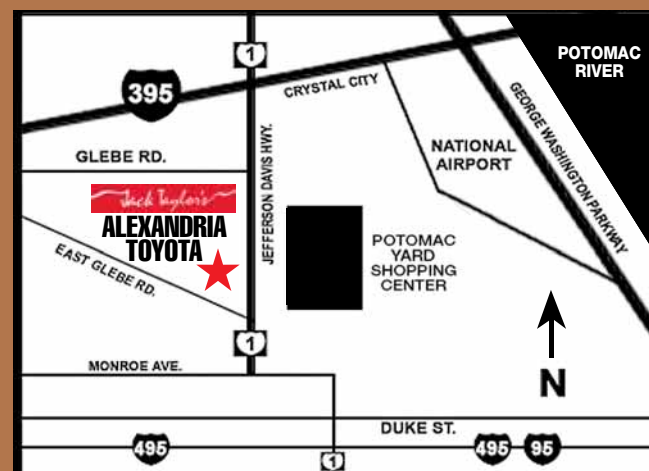 1
POTOMAC
RIVER
395
CRYSTAL CITY
GEORGE WASHINGTON PARKWAY
GLEBE RD.
JEFFERSON DAVIS HWY.
NATIONAL
AIRPORT
Jack Taylor's
ALEXANDRIA
TOYOTA
EAST GLEBE RD.
POTOMAC
YARD
SHOPPING
CENTER
1
MONROE AVE.
N
DUKE ST.
495
1
495
95